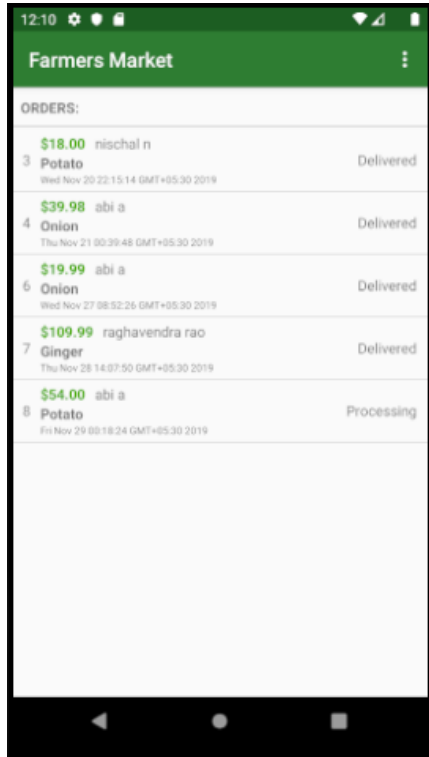 12:10
Farmers Market
ORDERS:
$18.00 nischal n
3 Potato Delivered
Wed Nov 20 22:15:14 GMT+05:30 2019
$39.98 abi a
4 Onion Delivered
Thu Nov 21 00:39:48 GMT+05:30 2019
$19.99 abi a
6 Onion Delivered
Wed Nov 27 08:52:26 GMT+05:30 2019
$109.99 raghavendra rao
7 Ginger Delivered
Thu Nov 28 14:07:50 GMT+05:30 2019
$54.00 abi a
8 Potato Processing
Fri Nov 29 00:18:24 GMT+05:30 2019